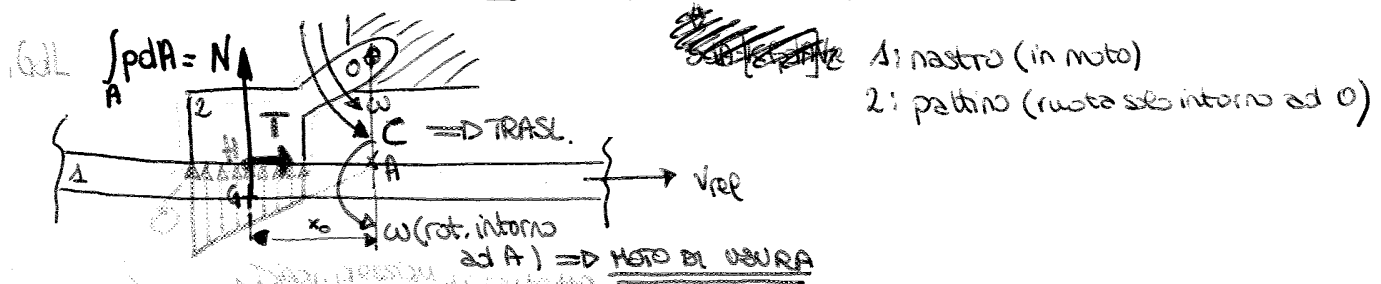 ∫pdA = N
A
1: nastro (in moto)
2: pattino (ruota solo intorno ad O)
O
2
T
ω
C ⇒ TRASL.
H
A
1
Vrel
G
x₀
ω (rot. intorno
ad A) ⇒ MOTO DI USURA